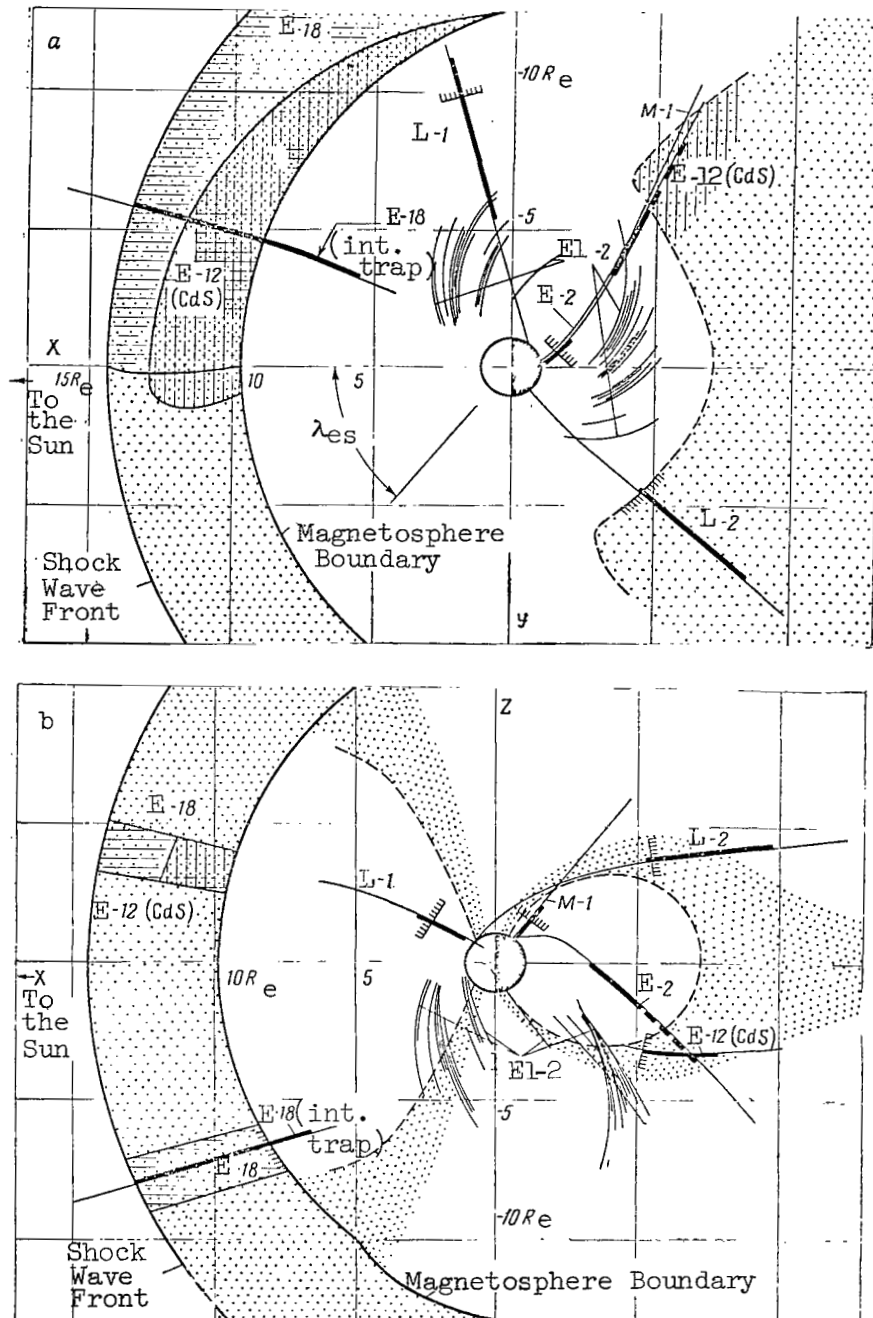 a
E-18
-10 Re
L-1
M-1
E-12 (CdS)
E-18
(int.
trap)
-5
El-2
E-12
(CdS)
E-2
X
15Re
10
5
To
the
Sun
λes
L-2
Magnetosphere
Boundary
Shock
Wave
Front
y
b
Z
E-18
L-2
L-1
M-1
E-12 (CdS)
X
10Re
5
To
the
Sun
E-2
E-12 (CdS)
El-2
-5
E-18 (int.
trap)
E-18
-10Re
Shock
Wave
Front
Magnetosphere Boundary